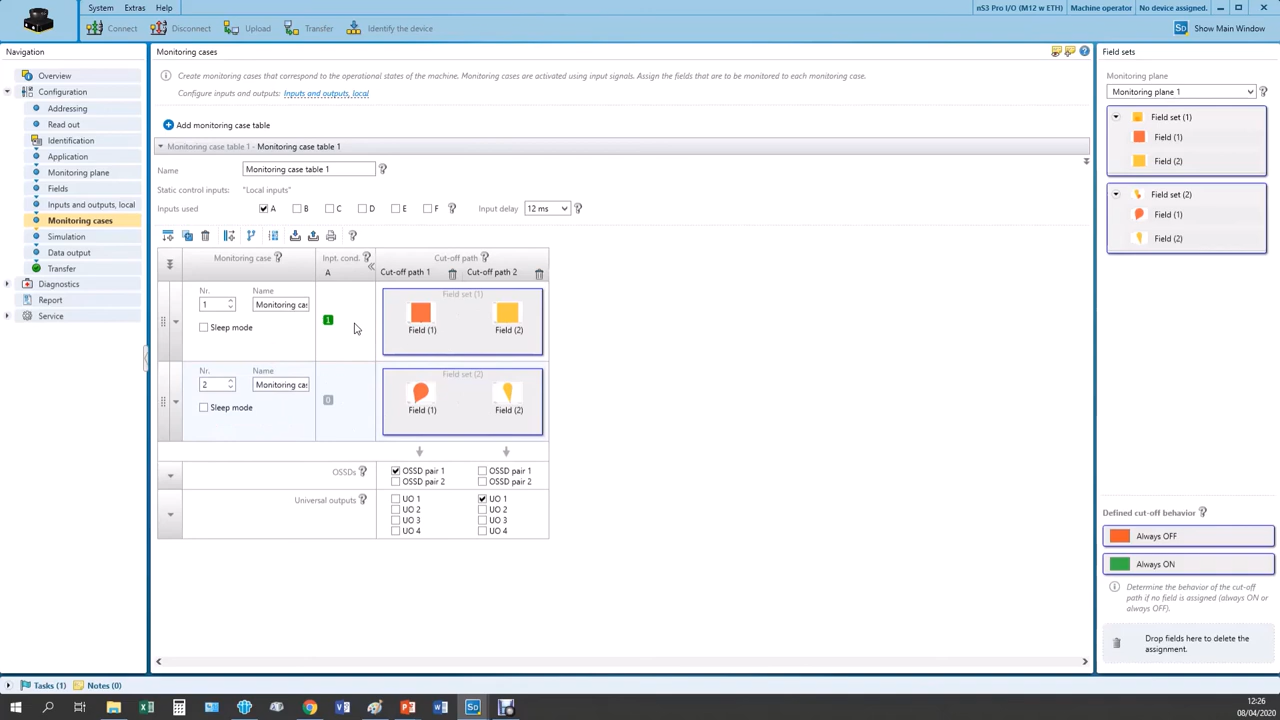 System Extras Help nS3 Pro I/O (M12 w ETH) Machine operator No device assigned.
Connect Disconnect Upload Transfer Identify the device Show Main Window
Navigation
Overview
Configuration
Addressing
Read out
Identification
Application
Monitoring plane
Fields
Inputs and outputs, local
Monitoring cases
Simulation
Data output
Transfer
Diagnostics
Report
Service
Monitoring cases
Create monitoring cases that correspond to the operational states of the machine. Monitoring cases are activated using input signals. Assign the fields that are to be monitored to each monitoring case.
Configure inputs and outputs: Inputs and outputs, local
Add monitoring case table
Monitoring case table 1 - Monitoring case table 1
Name Monitoring case table 1
Static control inputs: "Local inputs"
Inputs used A B C D E F Input delay 12 ms
Monitoring case Inpt. cond. Cut-off path
A Cut-off path 1 Cut-off path 2
Nr. Name Field set (1)
1 Monitoring cas 1
Sleep mode Field (1) Field (2)
Nr. Name Field set (2)
2 Monitoring cas 0
Sleep mode Field (1) Field (2)
OSSDs OSSD pair 1 OSSD pair 1
OSSD pair 2 OSSD pair 2
Universal outputs UO 1 UO 1
UO 2 UO 2
UO 3 UO 3
UO 4 UO 4
Field sets
Monitoring plane
Monitoring plane 1
Field set (1)
Field (1)
Field (2)
Field set (2)
Field (1)
Field (2)
Defined cut-off behavior
Always OFF
Always ON
Determine the behavior of the cut-off
path if no field is assigned (always ON or
always OFF).
Drop fields here to delete the
assignment.
Tasks (1) Notes (0)
12:26
08/04/2020